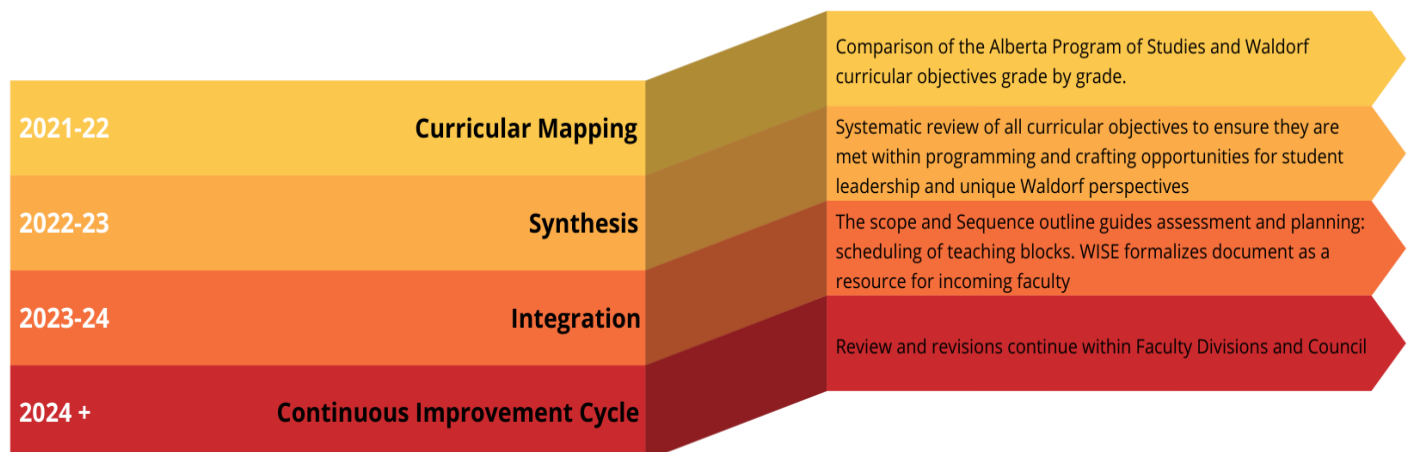 2021-22 Curricular Mapping
Comparison of the Alberta Program of Studies and Waldorf
curricular objectives grade by grade.
2022-23 Synthesis
Systematic review of all curricular objectives to ensure they are
met within programming and crafting opportunities for student
leadership and unique Waldorf perspectives
2023-24 Integration
The scope and Sequence outline guides assessment and planning:
scheduling of teaching blocks. WISE formalizes document as a
resource for incoming faculty
2024 + Continuous Improvement Cycle
Review and revisions continue within Faculty Divisions and Council